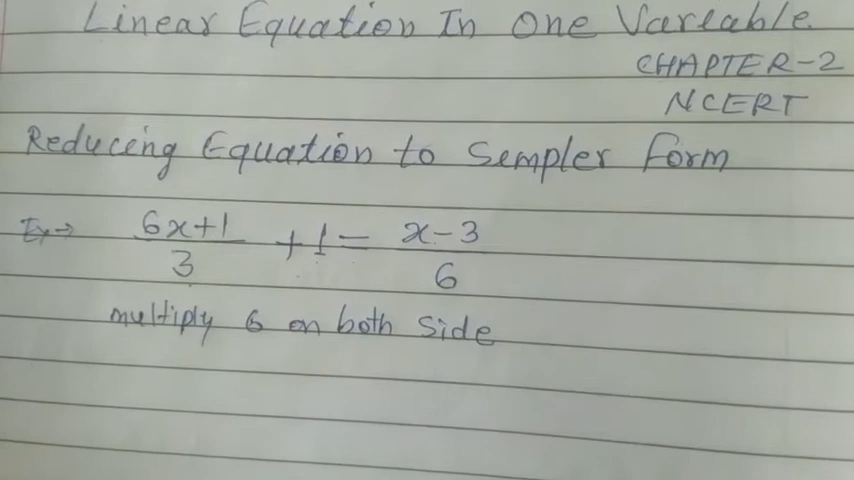 Linear Equation In One Variable
CHAPTER-2
NCERT
Reducing Equation to Sempler Form
Ex→ 6x+1/3 + 1 = x-3/6
multiply 6 on both side